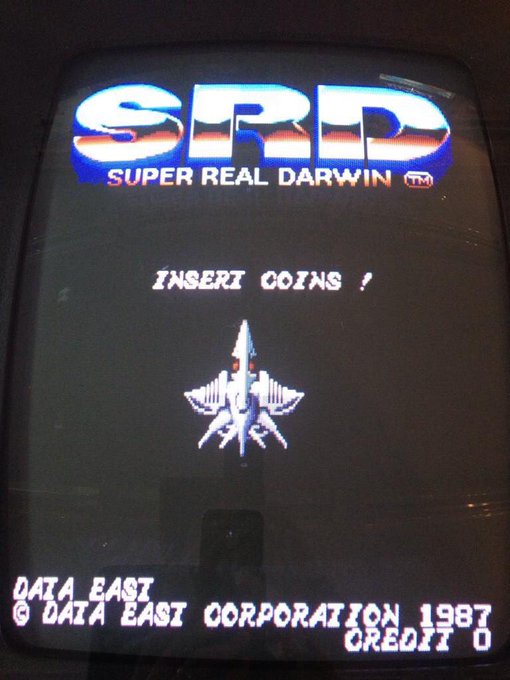 SRD
SUPER REAL DARWIN TM
INSERT COINS !
DATA EAST
© DATA EAST CORPORATION 1987
CREDIT 0